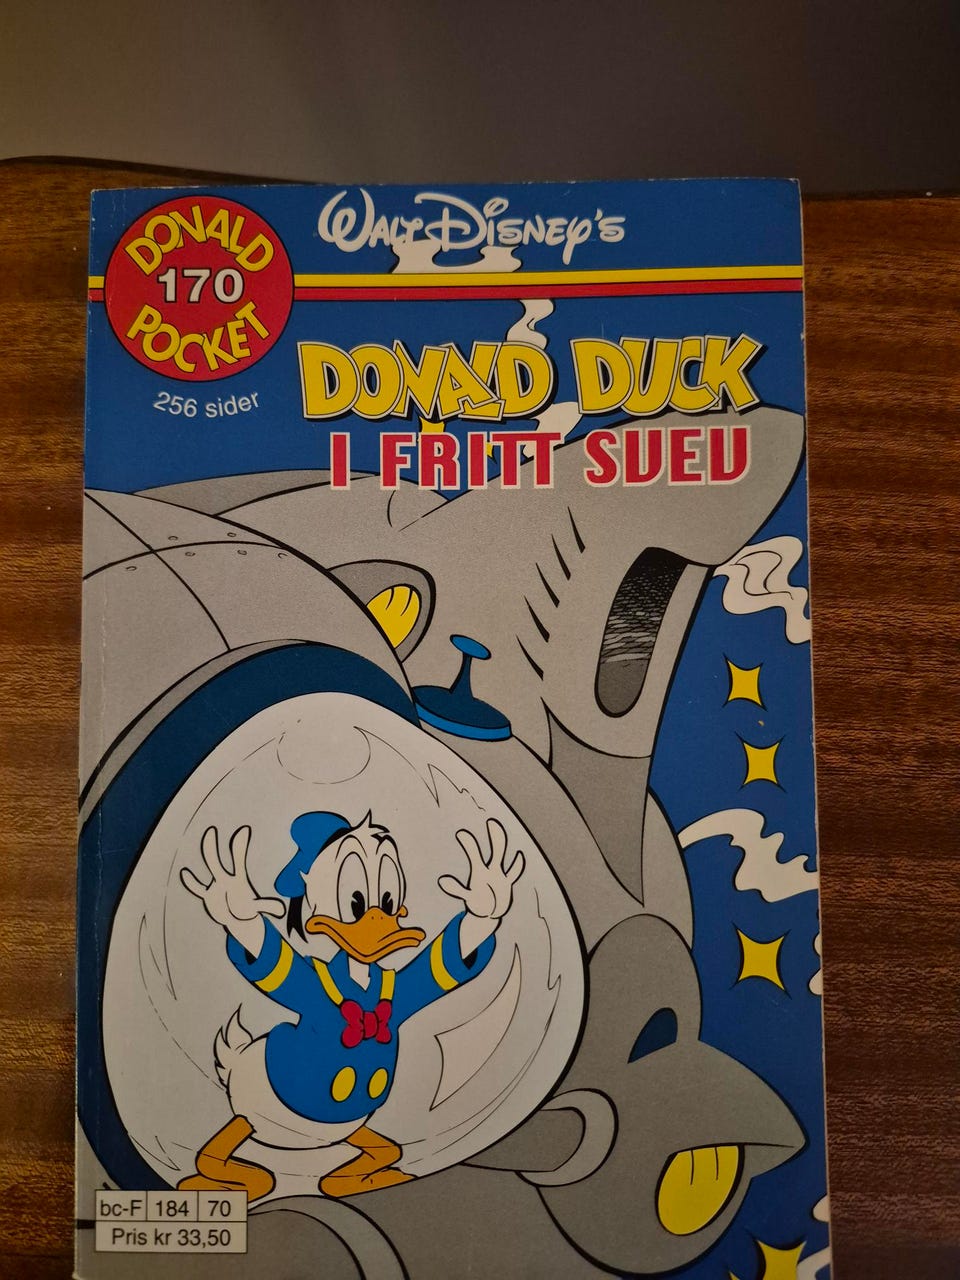 WALT DISNEY'S
DONALD
170
POCKET
256 sider
DONALD DUCK
I FRITT SVEV
bc-F 184 70
Pris kr 33,50